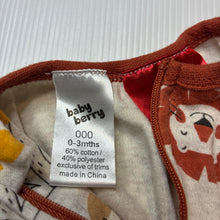 baby
berry
000
0-3mths
60% cotton /
40% polyester
exclusive of trims
made in China